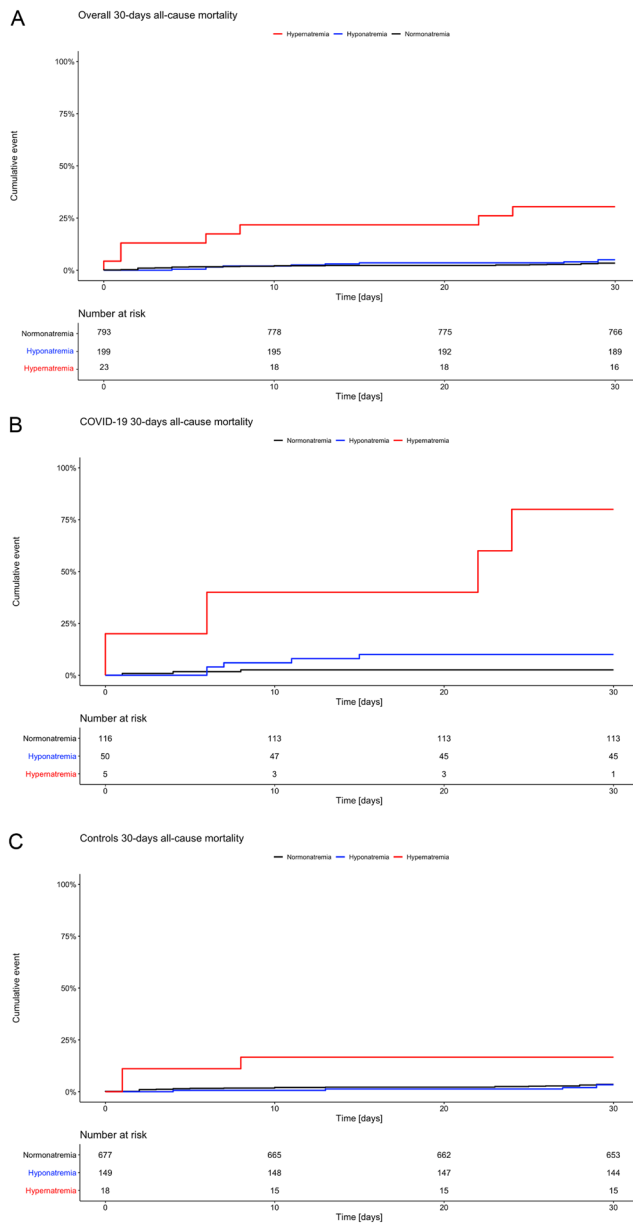 A
Overall 30-days all-cause mortality
Hypernatremia Hyponatremia Normonatremia
100%
75%
50%
25%
0%
Cumulative event
0 10 20 30
Time [days]
Number at risk
Normonatremia 793 778 775 766
Hyponatremia 199 195 192 189
Hypernatremia 23 18 18 16
0 10 20 30
Time [days]
B
COVID-19 30-days all-cause mortality
Normonatremia Hyponatremia Hypernatremia
100%
75%
50%
25%
0%
Cumulative event
0 10 20 30
Time [days]
Number at risk
Normonatremia 116 113 113 113
Hyponatremia 50 47 45 45
Hypernatremia 5 3 3 1
0 10 20 30
Time [days]
C
Controls 30-days all-cause mortality
Normonatremia Hyponatremia Hypernatremia
100%
75%
50%
25%
0%
Cumulative event
0 10 20 30
Time [days]
Number at risk
Normonatremia 677 665 662 653
Hyponatremia 149 148 147 144
Hypernatremia 18 15 15 15
0 10 20 30
Time [days]